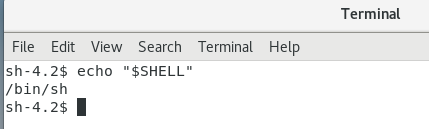 Terminal
File Edit View Search Terminal Help
sh-4.2$ echo "$SHELL"
/bin/sh
sh-4.2$